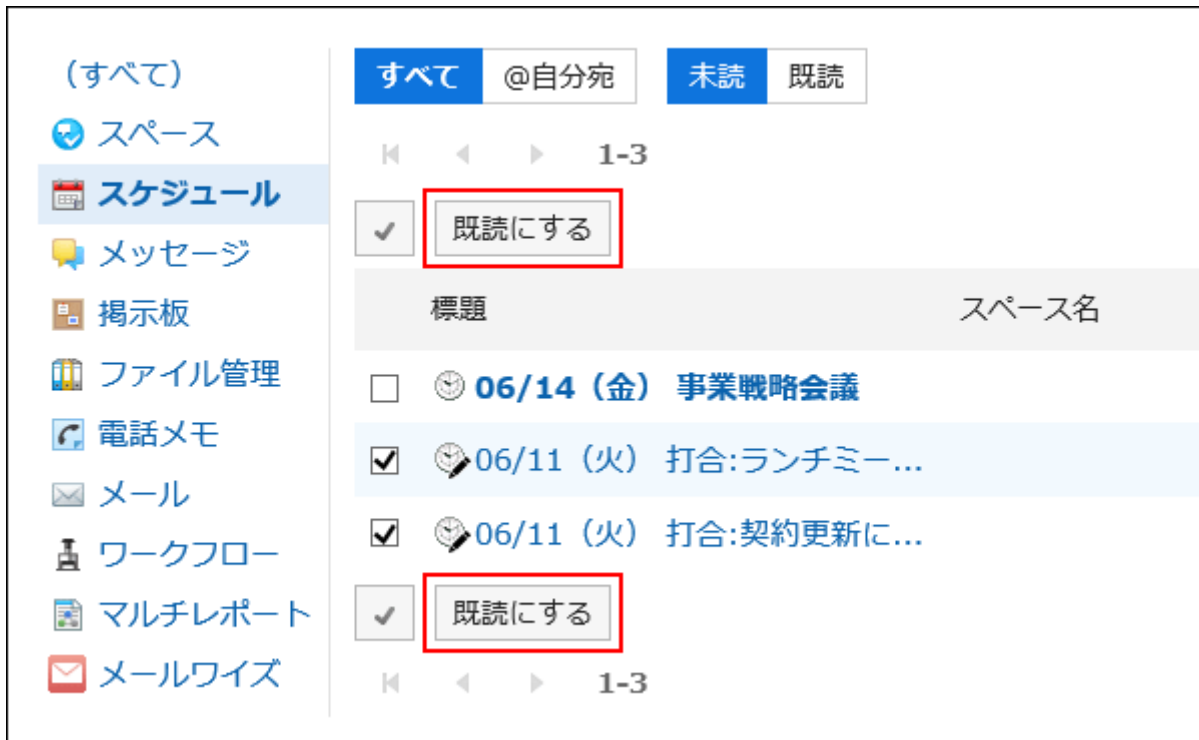 （すべて）
スペース
スケジュール
メッセージ
掲示板
ファイル管理
電話メモ
メール
ワークフロー
マルチレポート
メールワイズ
すべて @自分宛 未読 既読
1-3
既読にする
標題 スペース名
06/14（金） 事業戦略会議
06/11（火） 打合:ランチミー...
06/11（火） 打合:契約更新に...
既読にする
1-3